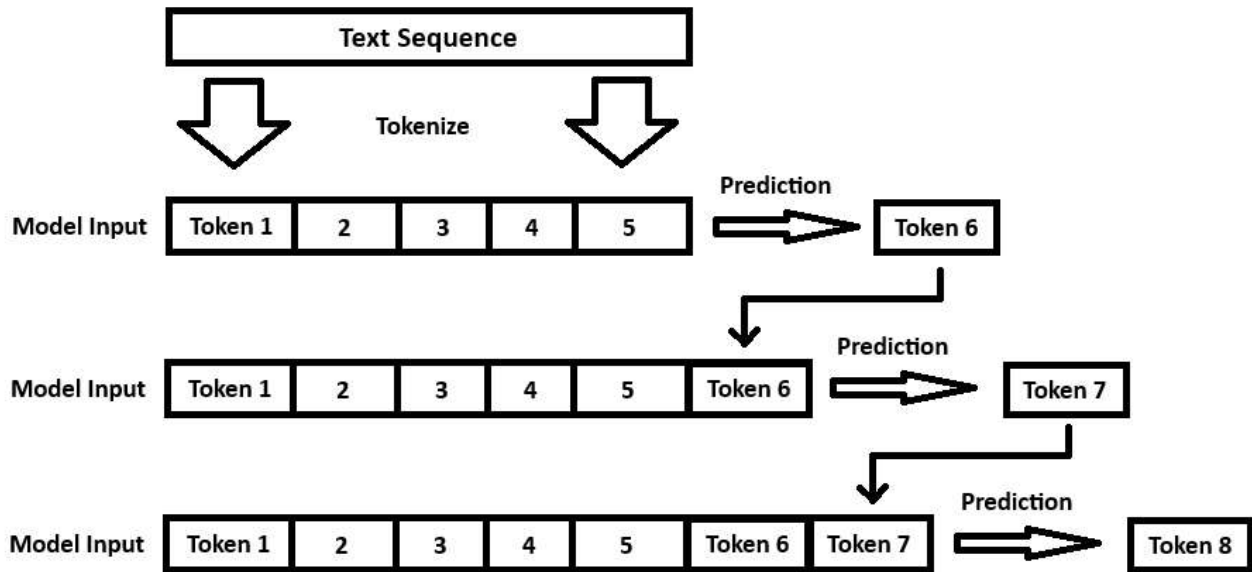 Text Sequence
Tokenize
Prediction
Model Input Token 1 2 3 4 5 Token 6
Prediction
Model Input Token 1 2 3 4 5 Token 6 Token 7
Prediction
Model Input Token 1 2 3 4 5 Token 6 Token 7 Token 8